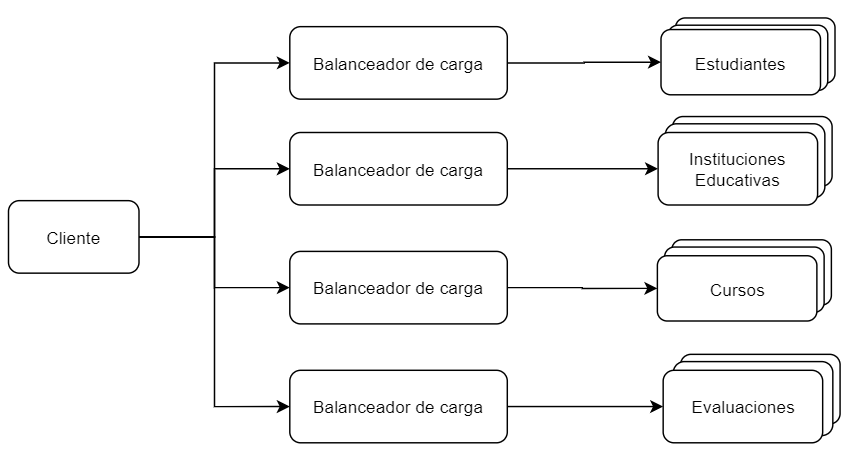 Balanceador de carga
Estudiantes
Balanceador de carga
Instituciones
Educativas
Cliente
Balanceador de carga
Cursos
Balanceador de carga
Evaluaciones